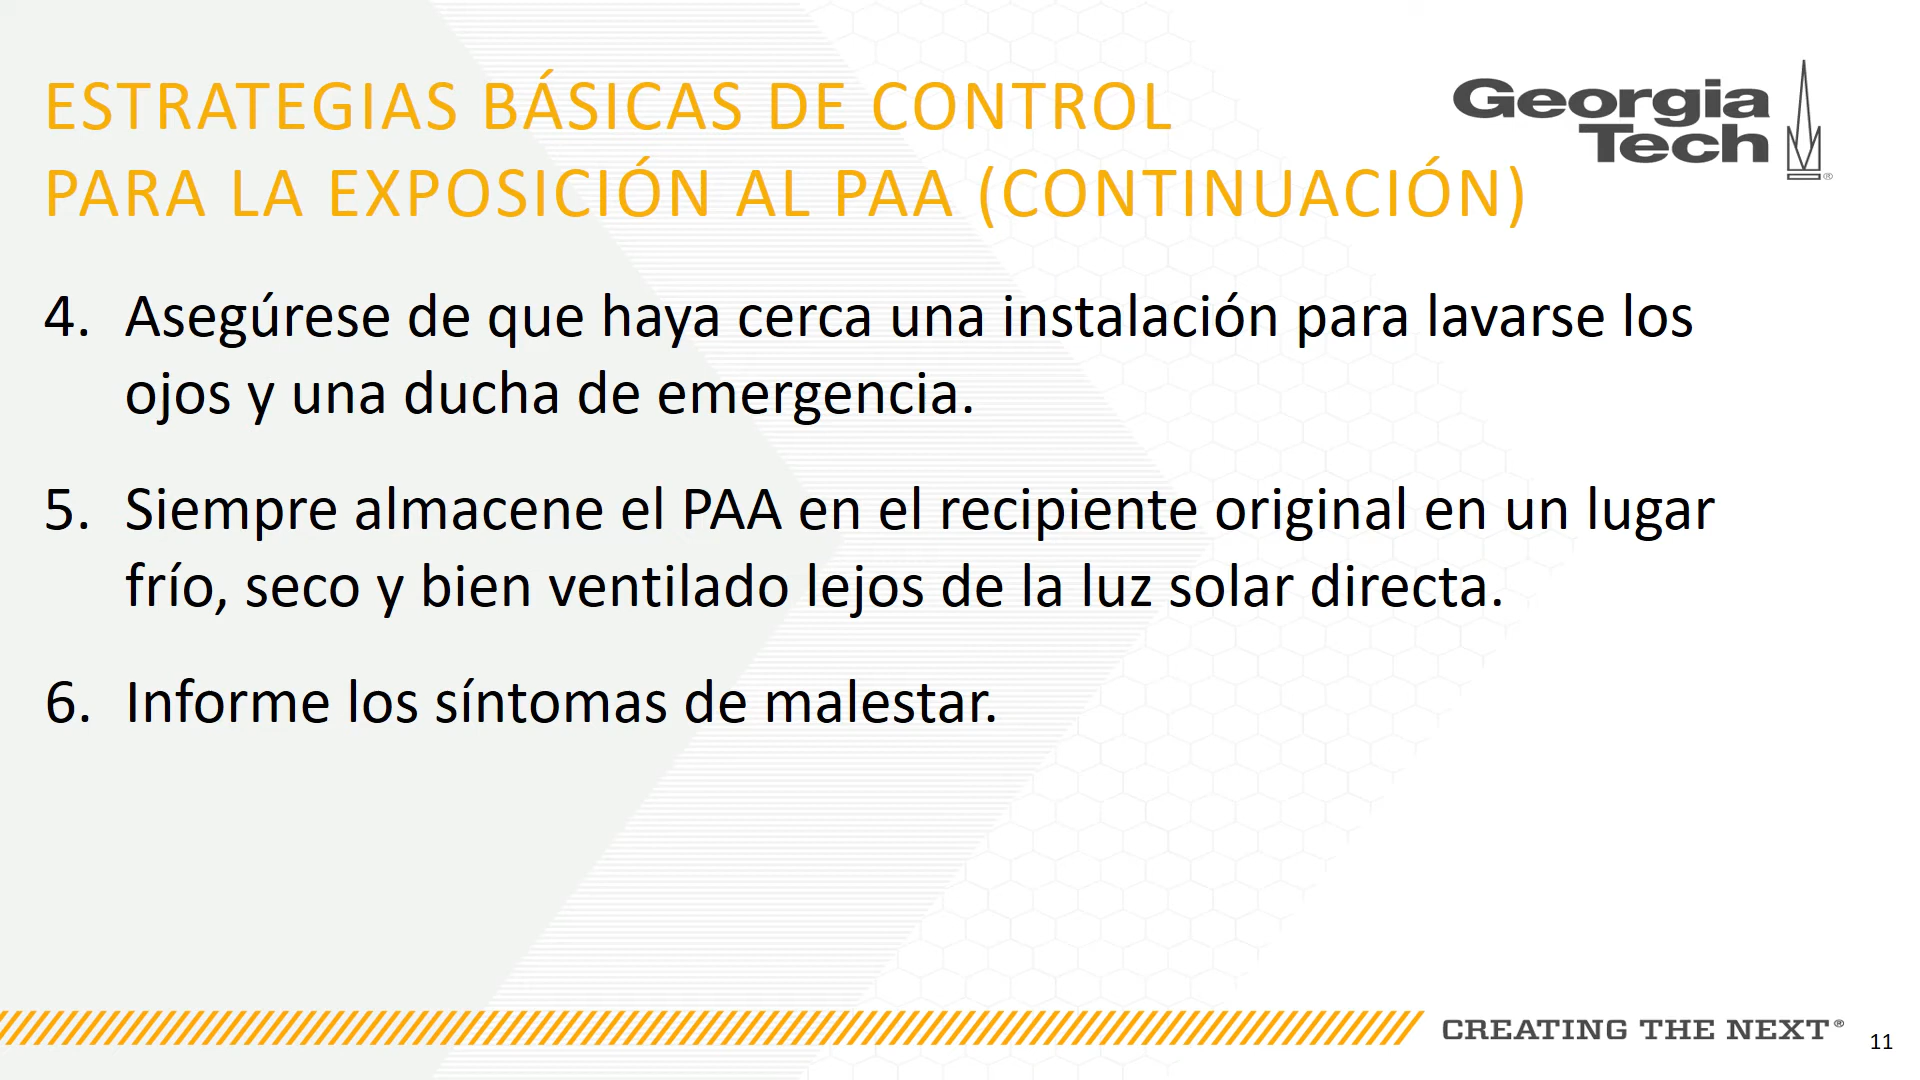 ESTRATEGIAS BÁSICAS DE CONTROL
PARA LA EXPOSICIÓN AL PAA (CONTINUACIÓN)
Georgia
Tech
®
4. Asegúrese de que haya cerca una instalación para lavarse los
ojos y una ducha de emergencia.
5. Siempre almacene el PAA en el recipiente original en un lugar
frío, seco y bien ventilado lejos de la luz solar directa.
6. Informe los síntomas de malestar.
CREATING THE NEXT®
11